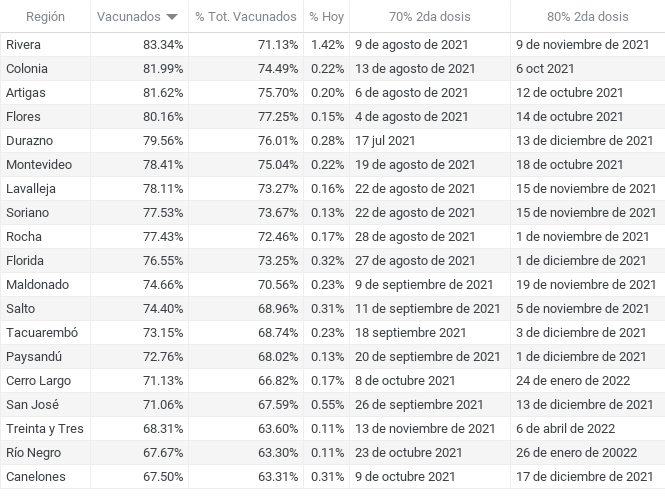 Región Vacunados % Tot. Vacunados % Hoy 70% 2da dosis 80% 2da dosis
Rivera 83.34% 71.13% 1.42% 9 de agosto de 2021 9 de noviembre de 2021
Colonia 81.99% 74.49% 0.22% 13 de agosto de 2021 6 oct 2021
Artigas 81.62% 75.70% 0.20% 6 de agosto de 2021 12 de octubre 2021
Flores 80.16% 77.25% 0.15% 4 de agosto de 2021 14 de octubre 2021
Durazno 79.56% 76.01% 0.28% 17 jul 2021 13 de diciembre de 2021
Montevideo 78.41% 75.04% 0.22% 19 de agosto de 2021 18 de octubre 2021
Lavalleja 78.11% 73.27% 0.16% 22 de agosto de 2021 15 de noviembre de 2021
Soriano 77.53% 73.67% 0.13% 22 de agosto de 2021 15 de noviembre de 2021
Rocha 77.43% 72.46% 0.17% 28 de agosto de 2021 1 de noviembre de 2021
Florida 76.55% 73.25% 0.32% 27 de agosto de 2021 1 de diciembre de 2021
Maldonado 74.66% 70.56% 0.23% 9 de septiembre de 2021 19 de noviembre de 2021
Salto 74.40% 68.96% 0.31% 11 de septiembre de 2021 5 de noviembre de 2021
Tacuarembó 73.15% 68.74% 0.23% 18 septiembre 2021 3 de diciembre de 2021
Paysandú 72.76% 68.02% 0.13% 20 de septiembre de 2021 1 de diciembre de 2021
Cerro Largo 71.13% 66.82% 0.17% 8 de octubre 2021 24 de enero de 2022
San José 71.06% 67.59% 0.55% 26 de septiembre 2021 13 de diciembre de 2021
Treinta y Tres 68.31% 63.60% 0.11% 13 de noviembre de 2021 6 de abril de 2022
Río Negro 67.67% 63.30% 0.11% 23 de octubre 2021 26 de enero de 20022
Canelones 67.50% 63.31% 0.31% 9 de octubre 2021 17 de diciembre de 2021